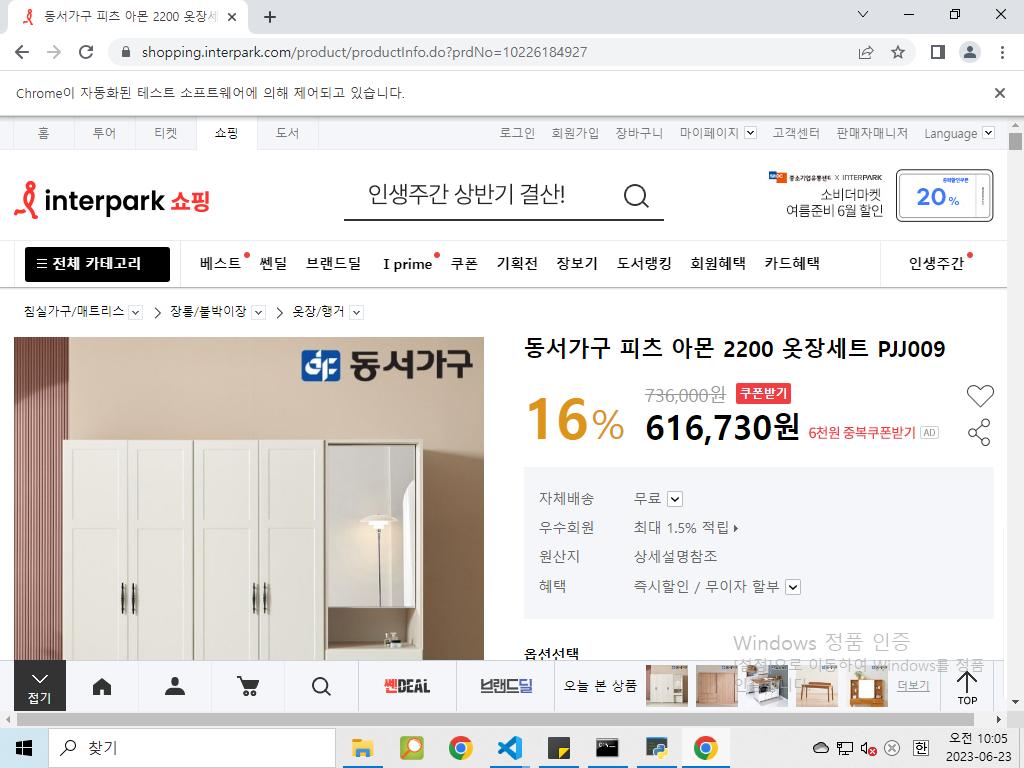 동서가구 피츠 아몬 2200 옷장세
shopping.interpark.com/product/productInfo.do?prdNo=10226184927
Chrome이 자동화된 테스트 소프트웨어에 의해 제어되고 있습니다.
홈 투어 티켓 쇼핑 도서 로그인 회원가입 장바구니 마이페이지 고객센터 판매자매니저 Language
interpark 쇼핑
인생주간 상반기 결산!
중소기업유통센터 X INTERPARK
소비더마켓
여름준비 6월 할인
20%
전체 카테고리 베스트 쎈딜 브랜드딜 I prime 쿠폰 기획전 장보기 도서랭킹 회원혜택 카드혜택 인생주간
침실가구/매트리스 장롱/붙박이장 옷장/행거
동서가구
동서가구 피츠 아몬 2200 옷장세트 PJJ009
16%
736,000원 쿠폰받기
616,730원 6천원 중복쿠폰받기 AD
자체배송 무료
우수회원 최대 1.5% 적립
원산지 상세설명참조
혜택 즉시할인 / 무이자 할부
옵션선택
Windows 정품 인증
[설정]으로 이동하여 Windows를 정품
접기
쎈DEAL
브랜드딜
오늘 본 상품
더보기
TOP
찾기
한
오전 10:05
2023-06-23